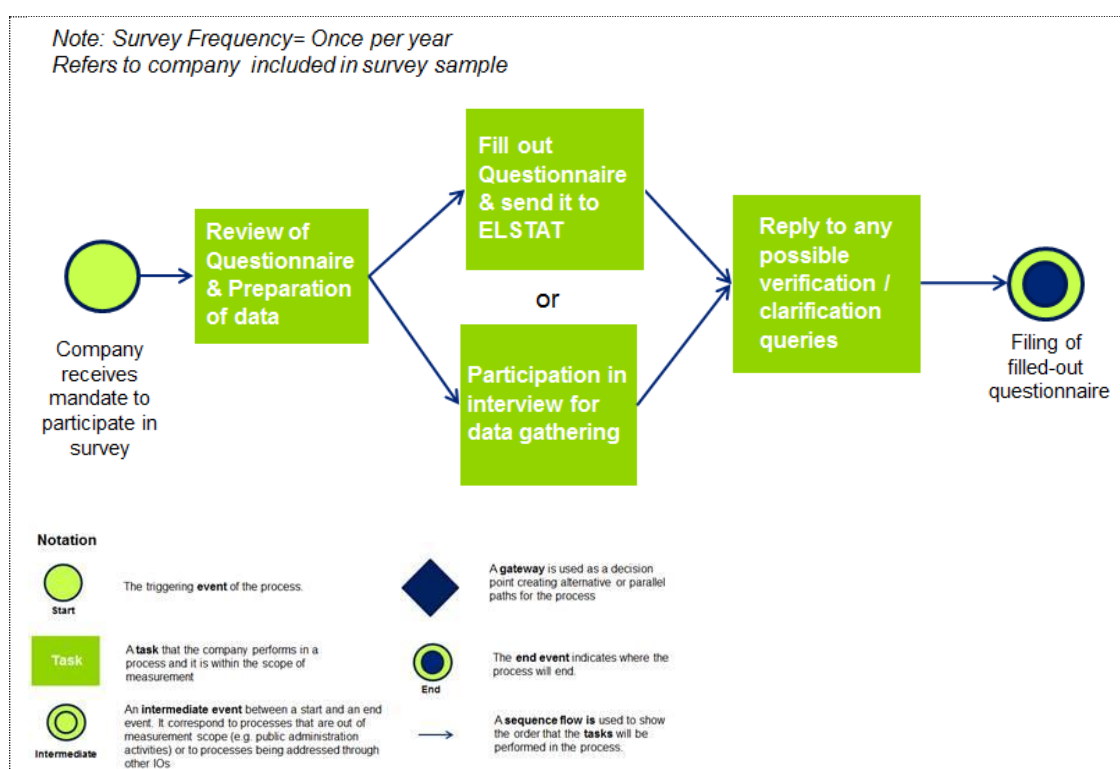 Note: Survey Frequency= Once per year
Refers to company included in survey sample
Fill out
Questionnaire
& send it to
ELSTAT
Review of
Questionnaire
& Preparation
of data
Reply to any
possible
verification /
clarification
queries
or
Company
receives
mandate to
participate in
survey
Participation in
interview for
data gathering
Filing of
filled-out
questionnaire
Notation
Start
The triggering event of the process.
A gateway is used as a decision
point creating alternative or parallel
paths for the process
Task
A task that the company performs in a
process and it is within the scope of
measurement
End
The end event indicates where the
process will end.
Intermediate
An intermediate event between a start and an end
event. It correspond to processes that are out of
measurement scope (e.g. public administration
activities) or to processes being addressed through
other IOs
A sequence flow is used to show
the order that the tasks will be
performed in the process.